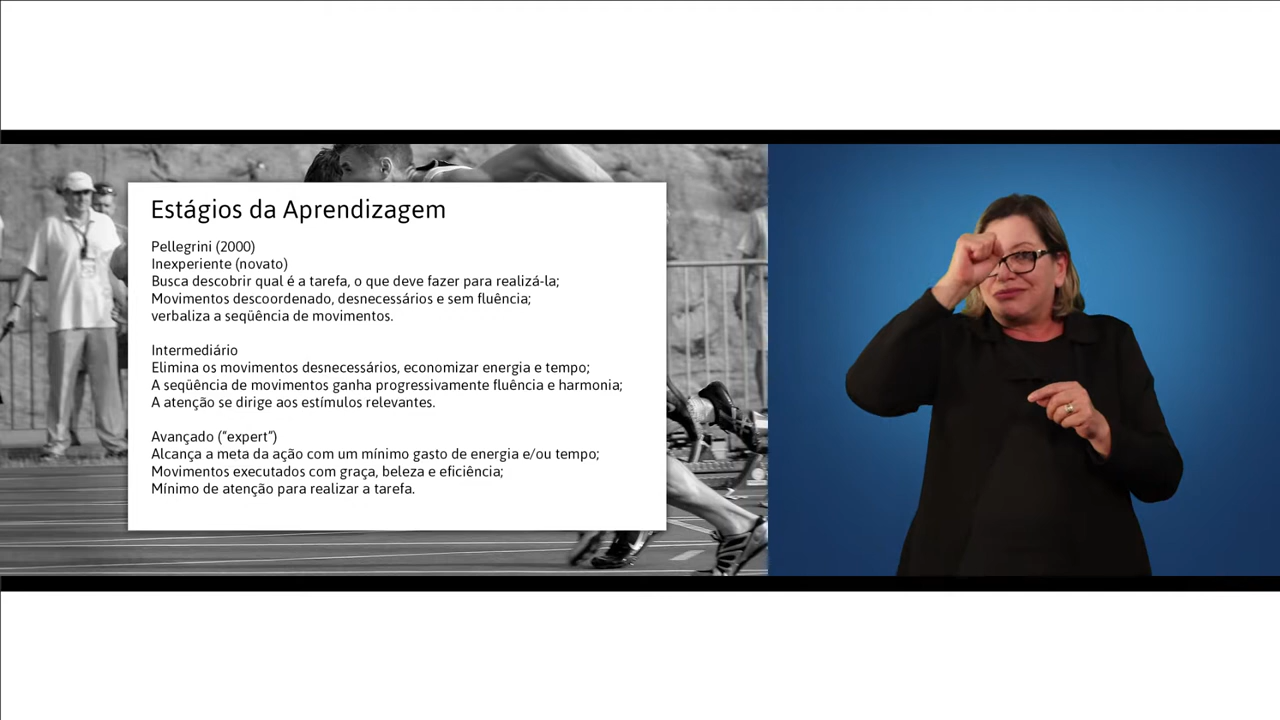 Estágios da Aprendizagem
Pellegrini (2000)
Inexperiente (novato)
Busca descobrir qual é a tarefa, o que deve fazer para realizá-la;
Movimentos descoordenado, desnecessários e sem fluência;
verbaliza a seqüência de movimentos.
Intermediário
Elimina os movimentos desnecessários, economizar energia e tempo;
A seqüência de movimentos ganha progressivamente fluência e harmonia;
A atenção se dirige aos estímulos relevantes.
Avançado (“expert”)
Alcança a meta da ação com um mínimo gasto de energia e/ou tempo;
Movimentos executados com graça, beleza e eficiência;
Mínimo de atenção para realizar a tarefa.